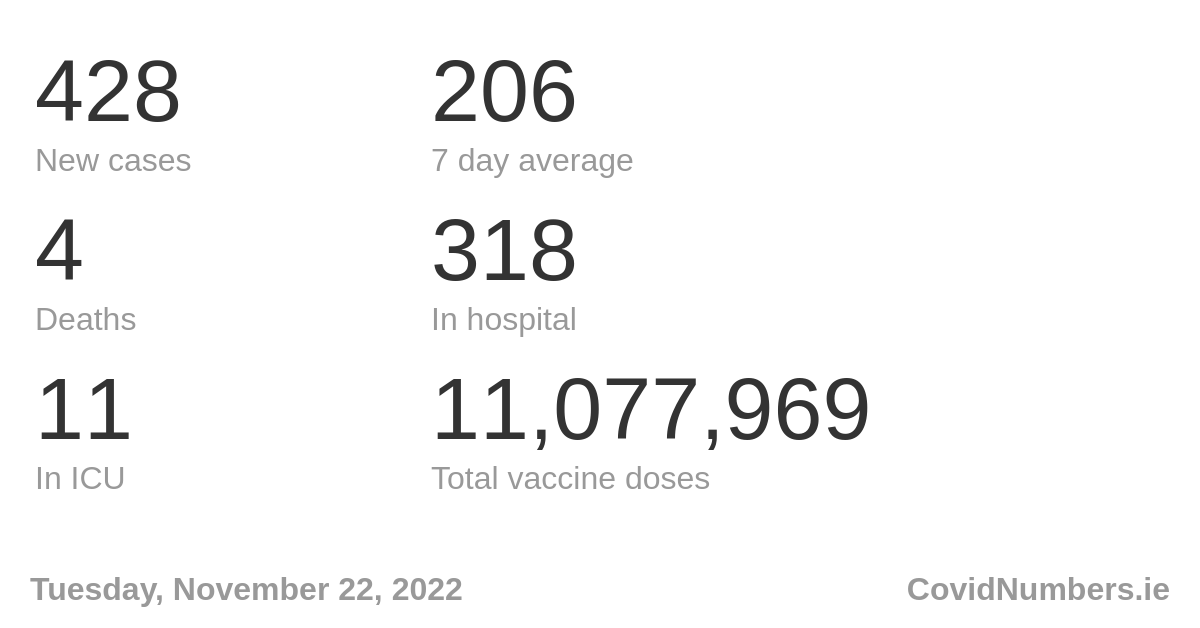 428 206
New cases 7 day average
4 318
Deaths In hospital
11 11,077,969
In ICU Total vaccine doses
Tuesday, November 22, 2022 CovidNumbers.ie